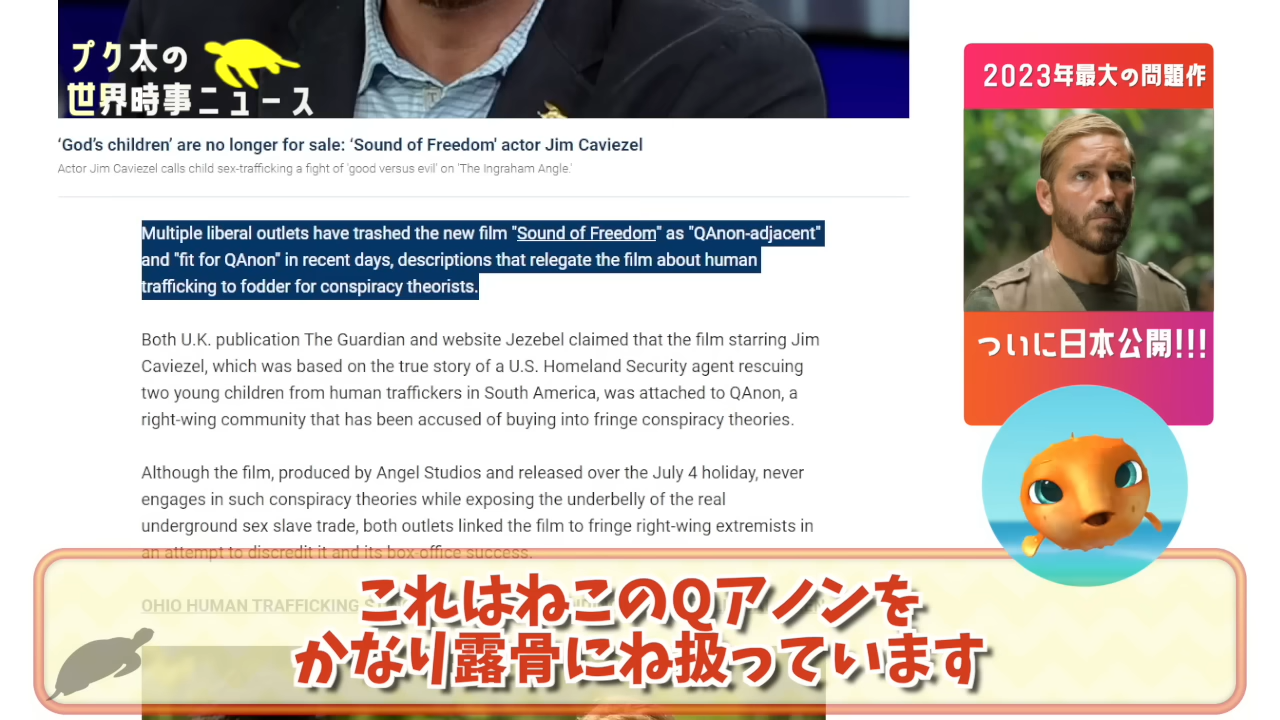 プク太の
世界時事ニュース
‘God’s children’ are no longer for sale: ‘Sound of Freedom' actor Jim Caviezel
Actor Jim Caviezel calls child sex-trafficking a fight of 'good versus evil' on 'The Ingraham Angle.'
Multiple liberal outlets have trashed the new film "Sound of Freedom" as "QAnon-adjacent"
and "fit for QAnon" in recent days, descriptions that relegate the film about human
trafficking to fodder for conspiracy theorists.
Both U.K. publication The Guardian and website Jezebel claimed that the film starring Jim
Caviezel, which was based on the true story of a U.S. Homeland Security agent rescuing
two young children from human traffickers in South America, was attached to QAnon, a
right-wing community that has been accused of buying into fringe conspiracy theories.
Although the film, produced by Angel Studios and released over the July 4 holiday, never
engages in such conspiracy theories while exposing the underbelly of the real
underground sex slave trade, both outlets linked the film to fringe right-wing extremists in
an attempt to discredit it and its box-office success.
OHIO HUMAN TRAFFICKING
2023年最大の問題作
ついに日本公開!!!
これはねこのQアノンを
かなり露骨にね扱っています